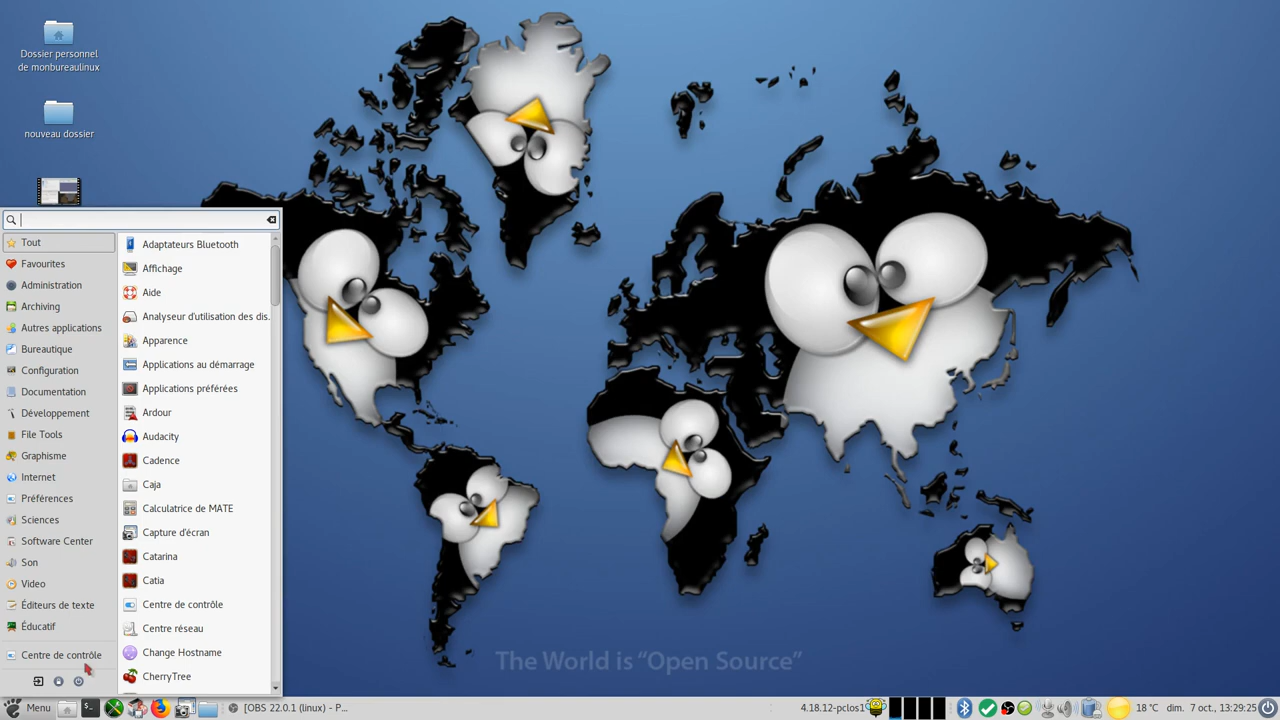 Dossier personnel
de monbureaulinux
nouveau dossier
Tout
Favourites
Administration
Archiving
Autres applications
Bureautique
Configuration
Documentation
Développement
File Tools
Graphisme
Internet
Préférences
Sciences
Software Center
Son
Video
Éditeurs de texte
Éducatif
Centre de contrôle
Adaptateurs Bluetooth
Affichage
Aide
Analyseur d'utilisation des dis.
Apparence
Applications au démarrage
Applications préférées
Ardour
Audacity
Cadence
Caja
Calculatrice de MATE
Capture d'écran
Catarina
Catia
Centre de contrôle
Centre réseau
Change Hostname
CherryTree
The World is “Open Source”
Menu
[OBS 22.0.1 (linux) - P...
4.18.12-pclos1
18 °C
dim. 7 oct., 13:29:25